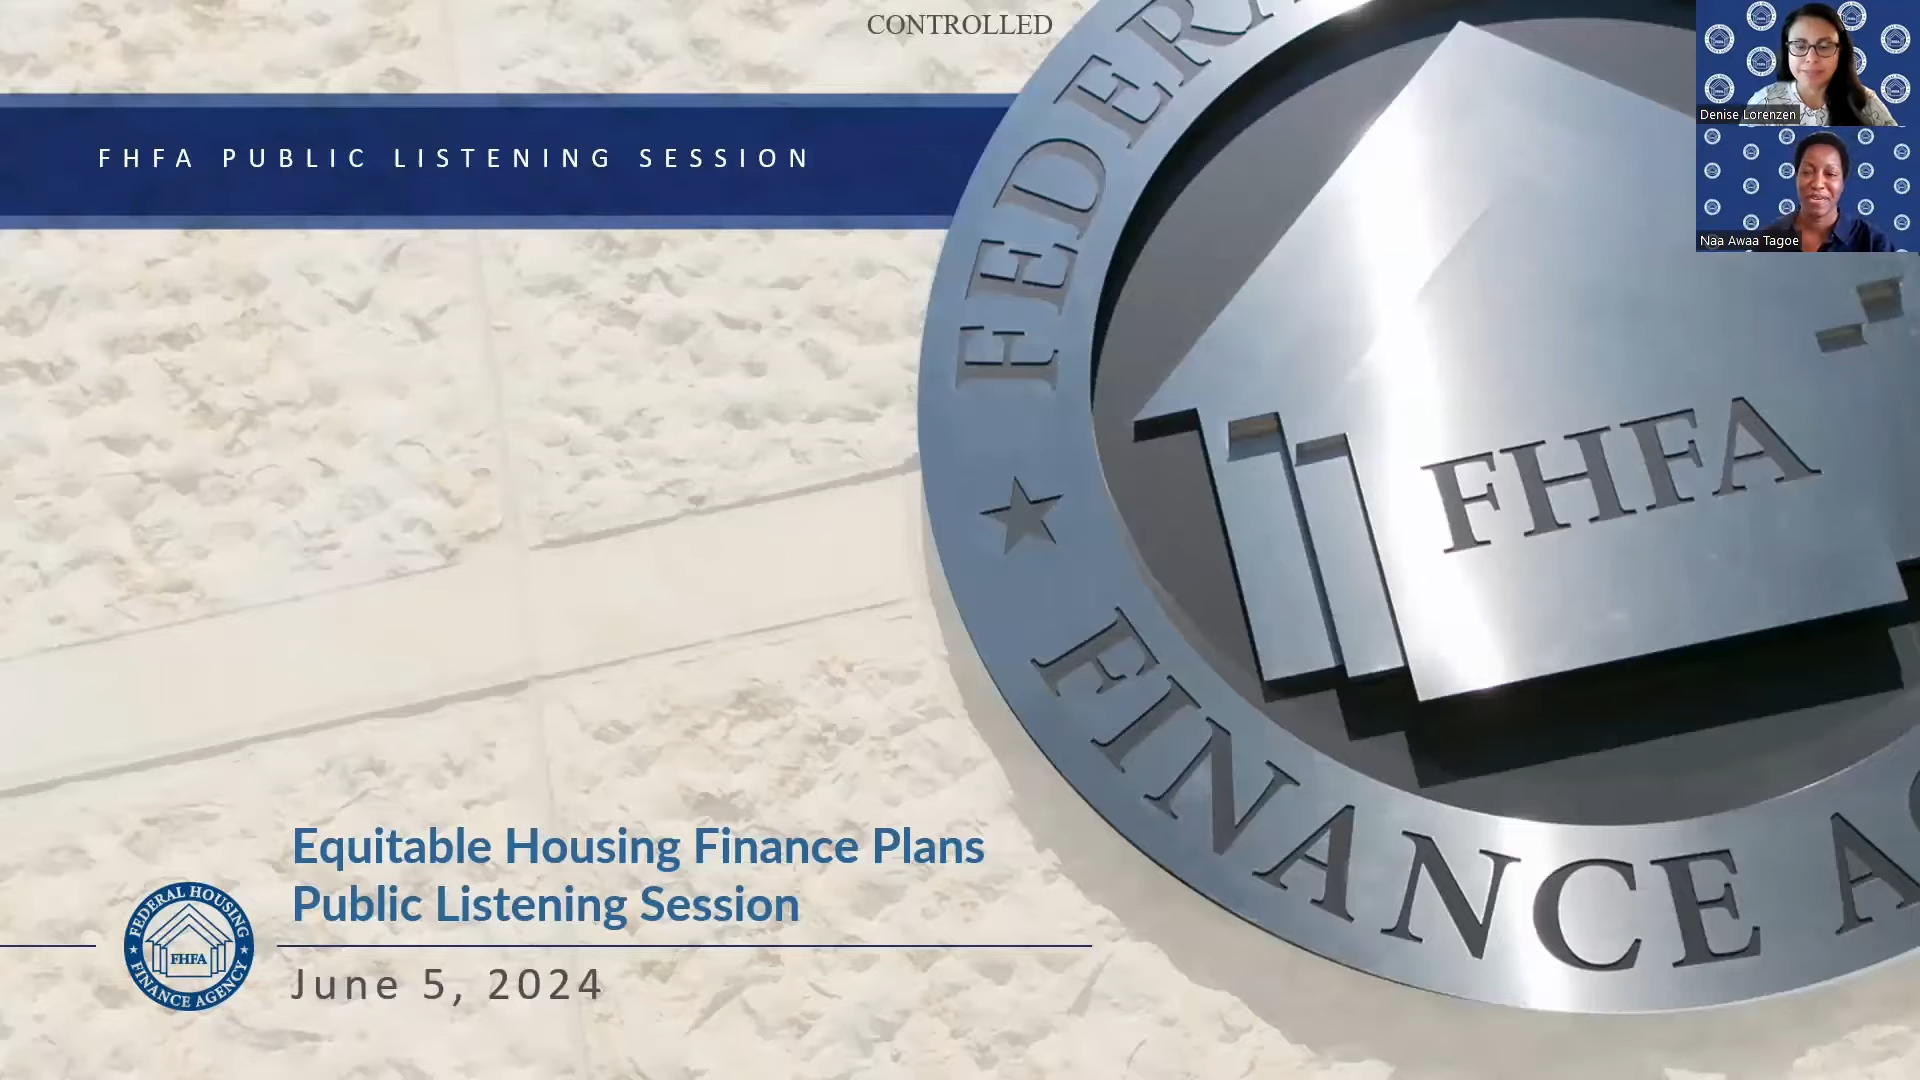 CONTROLLED
FHFA PUBLIC LISTENING SESSION
Denise Lorenzen
Naa Awaa Tagoe
FEDERA
FHFA
FINANCE A
Equitable Housing Finance Plans
Public Listening Session
FEDERAL HOUSING
FHFA
FINANCE AGENCY
June 5, 2024